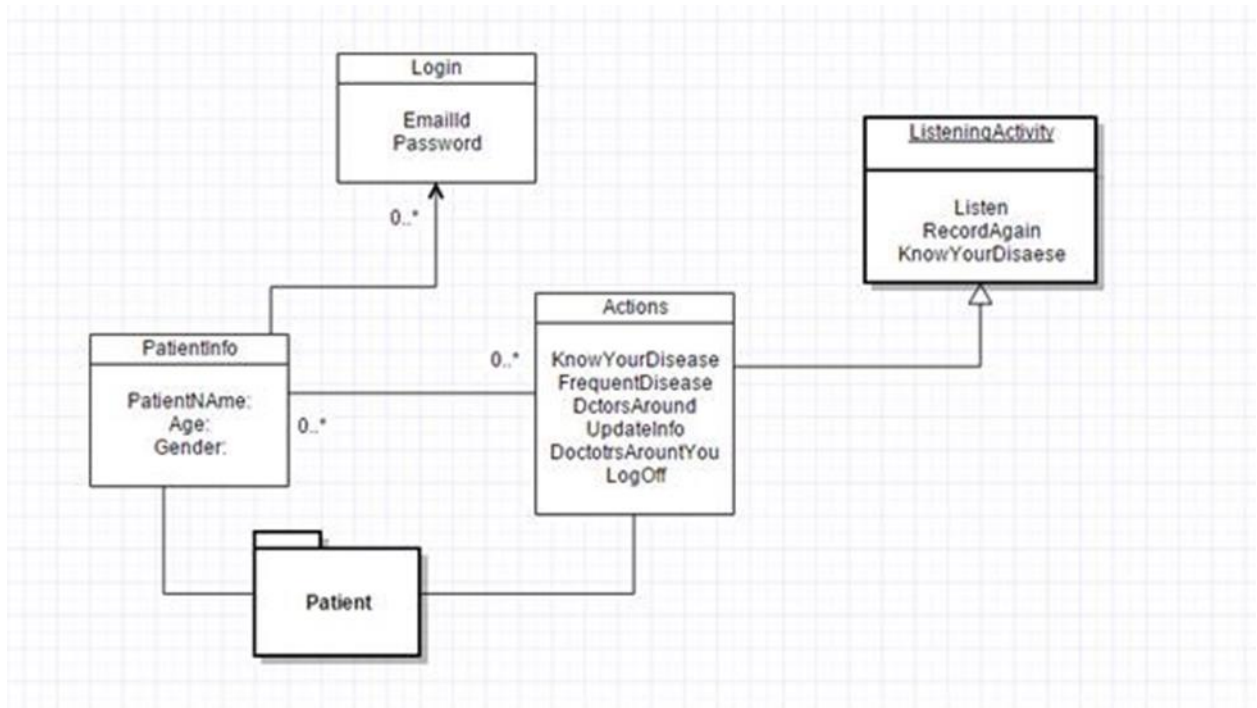 Login
EmailId
Password
0..*
ListeningActivity
Listen
RecordAgain
KnowYourDisaese
PatientInfo
PatientNAme:
Age:
Gender:
0..*
0..*
Actions
KnowYourDisease
FrequentDisease
DctorsAround
UpdateInfo
DoctotrsArountYou
LogOff
Patient